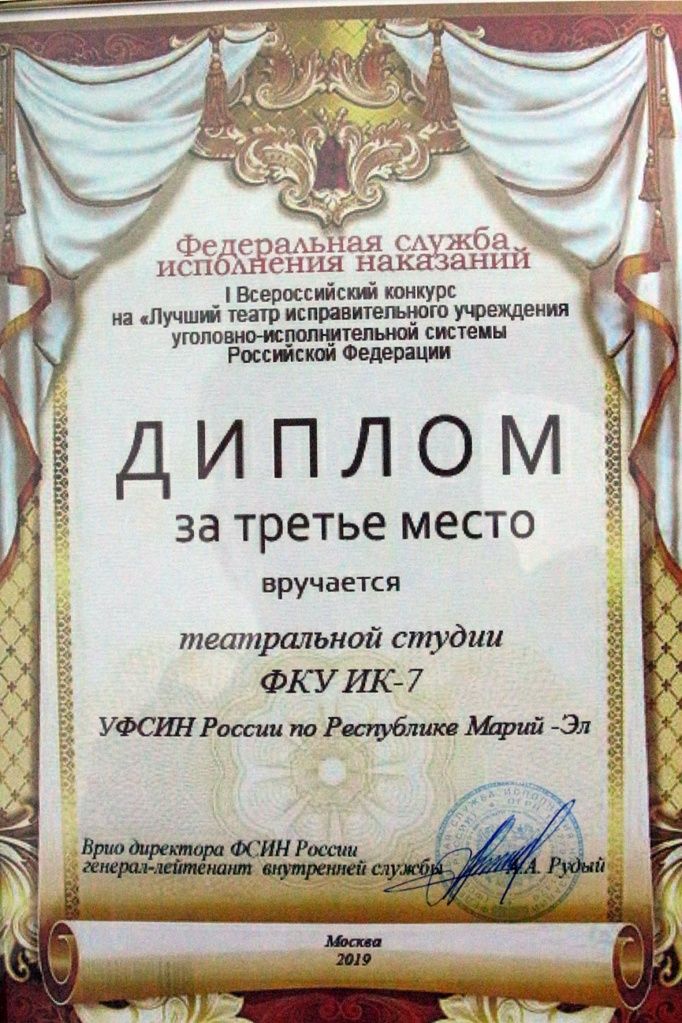 Федеральная служба
исполнения наказаний
I Всероссийский конкурс
на «Лучший театр исправительного учреждения
уголовно-исполнительной системы
Российской Федерации
ДИПЛОМ
за третье место
вручается
театральной студии
ФКУ ИК-7
УФСИН России по Республике Марий -Эл
Врио директора ФСИН России
генерал-лейтенант внутренней службы А. Рудый
Москва
2019